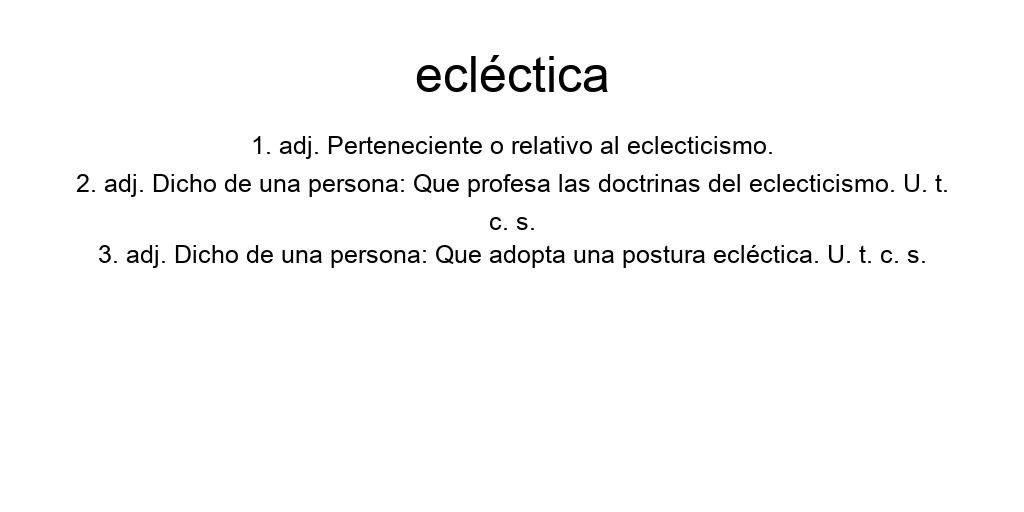 ecléctica
1. adj. Perteneciente o relativo al eclecticismo.
2. adj. Dicho de una persona: Que profesa las doctrinas del eclecticismo. U. t.
c. s.
3. adj. Dicho de una persona: Que adopta una postura ecléctica. U. t. c. s.